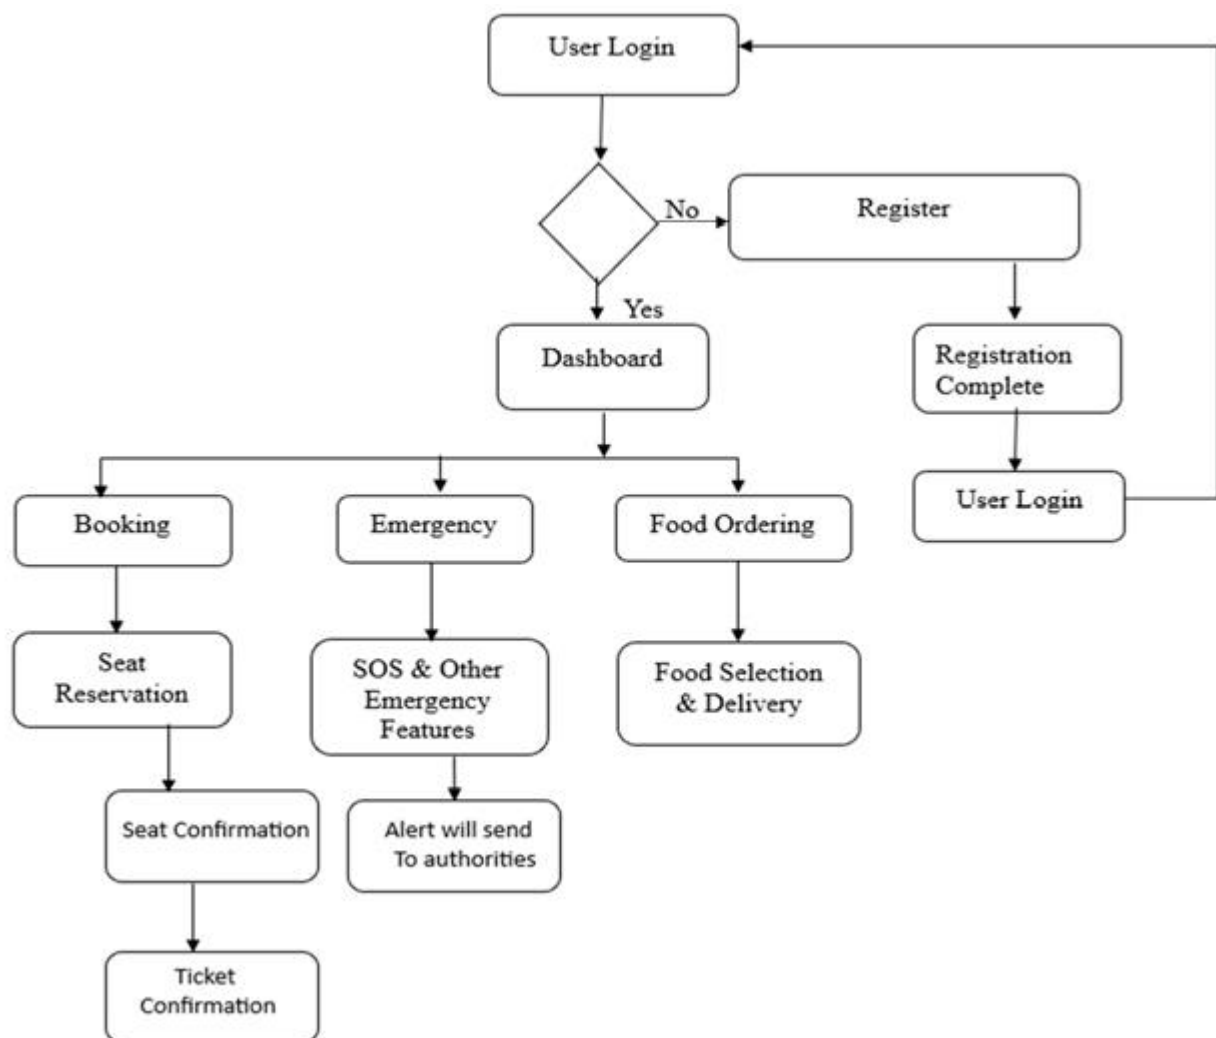 User Login
No
Register
Yes
Dashboard
Registration
Complete
User Login
Booking
Emergency
Food Ordering
Seat
Reservation
SOS & Other
Emergency
Features
Food Selection
& Delivery
Seat Confirmation
Alert will send
To authorities
Ticket
Confirmation